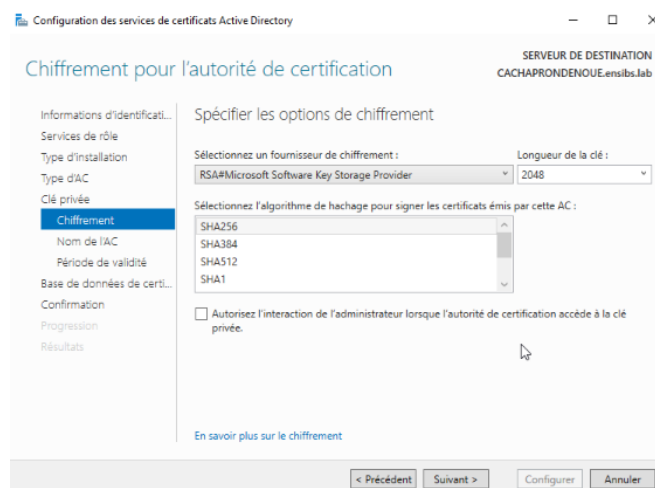 Configuration des services de certificats Active Directory
Chiffrement pour l'autorité de certification
SERVEUR DE DESTINATION
CACHAPRONDENOUE.ensibs.lab
Informations d'identificati...
Services de rôle
Type d'installation
Type d'AC
Clé privée
Chiffrement
Nom de l'AC
Période de validité
Base de données de certi...
Confirmation
Progression
Résultats
Spécifier les options de chiffrement
Sélectionnez un fournisseur de chiffrement :
Longueur de la clé :
RSA#Microsoft Software Key Storage Provider
2048
Sélectionnez l'algorithme de hachage pour signer les certificats émis par cette AC :
SHA256
SHA384
SHA512
SHA1
Autorisez l'interaction de l'administrateur lorsque l'autorité de certification accède à la clé
privée.
En savoir plus sur le chiffrement
< Précédent
Suivant >
Configurer
Annuler